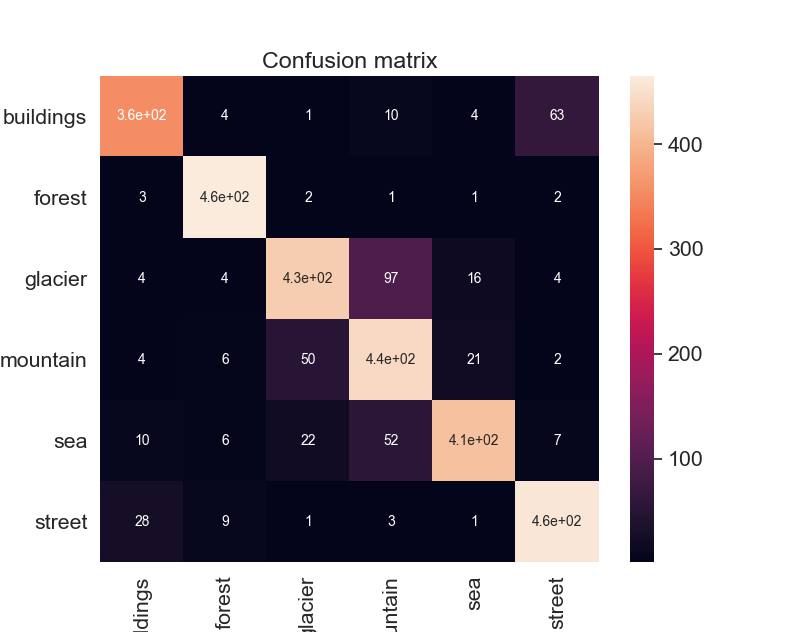 Confusion matrix
buildings 3.6e+02 4 1 10 4 63
forest 3 4.6e+02 2 1 1 2
glacier 4 4 4.3e+02 97 16 4
mountain 4 6 50 4.4e+02 21 2
sea 10 6 22 52 4.1e+02 7
street 28 9 1 3 1 4.6e+02
ldings forest glacier untain sea street
400
300
200
100